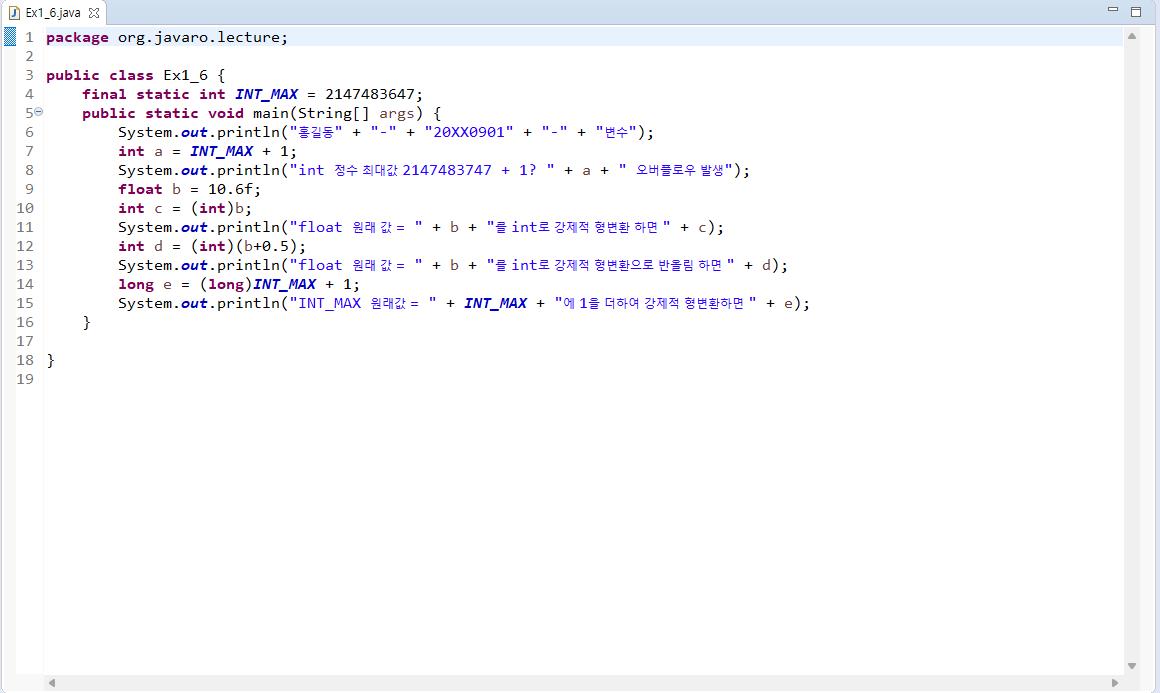 Ex1_6.java
1 package org.javaro.lecture;
2
3 public class Ex1_6 {
4     final static int INT_MAX = 2147483647;
5     public static void main(String[] args) {
6         System.out.println("홍길동" + "-" + "20XX0901" + "-" + "변수");
7         int a = INT_MAX + 1;
8         System.out.println("int 정수 최대값 2147483747 + 1? " + a + " 오버플로우 발생");
9         float b = 10.6f;
10         int c = (int)b;
11         System.out.println("float 원래 값 = " + b + "를 int로 강제적 형변환 하면 " + c);
12         int d = (int)(b+0.5);
13         System.out.println("float 원래 값 = " + b + "를 int로 강제적 형변환으로 반올림 하면 " + d);
14         long e = (long)INT_MAX + 1;
15         System.out.println("INT_MAX 원래값 = " + INT_MAX + "에 1을 더하여 강제적 형변환하면 " + e);
16     }
17
18 }
19